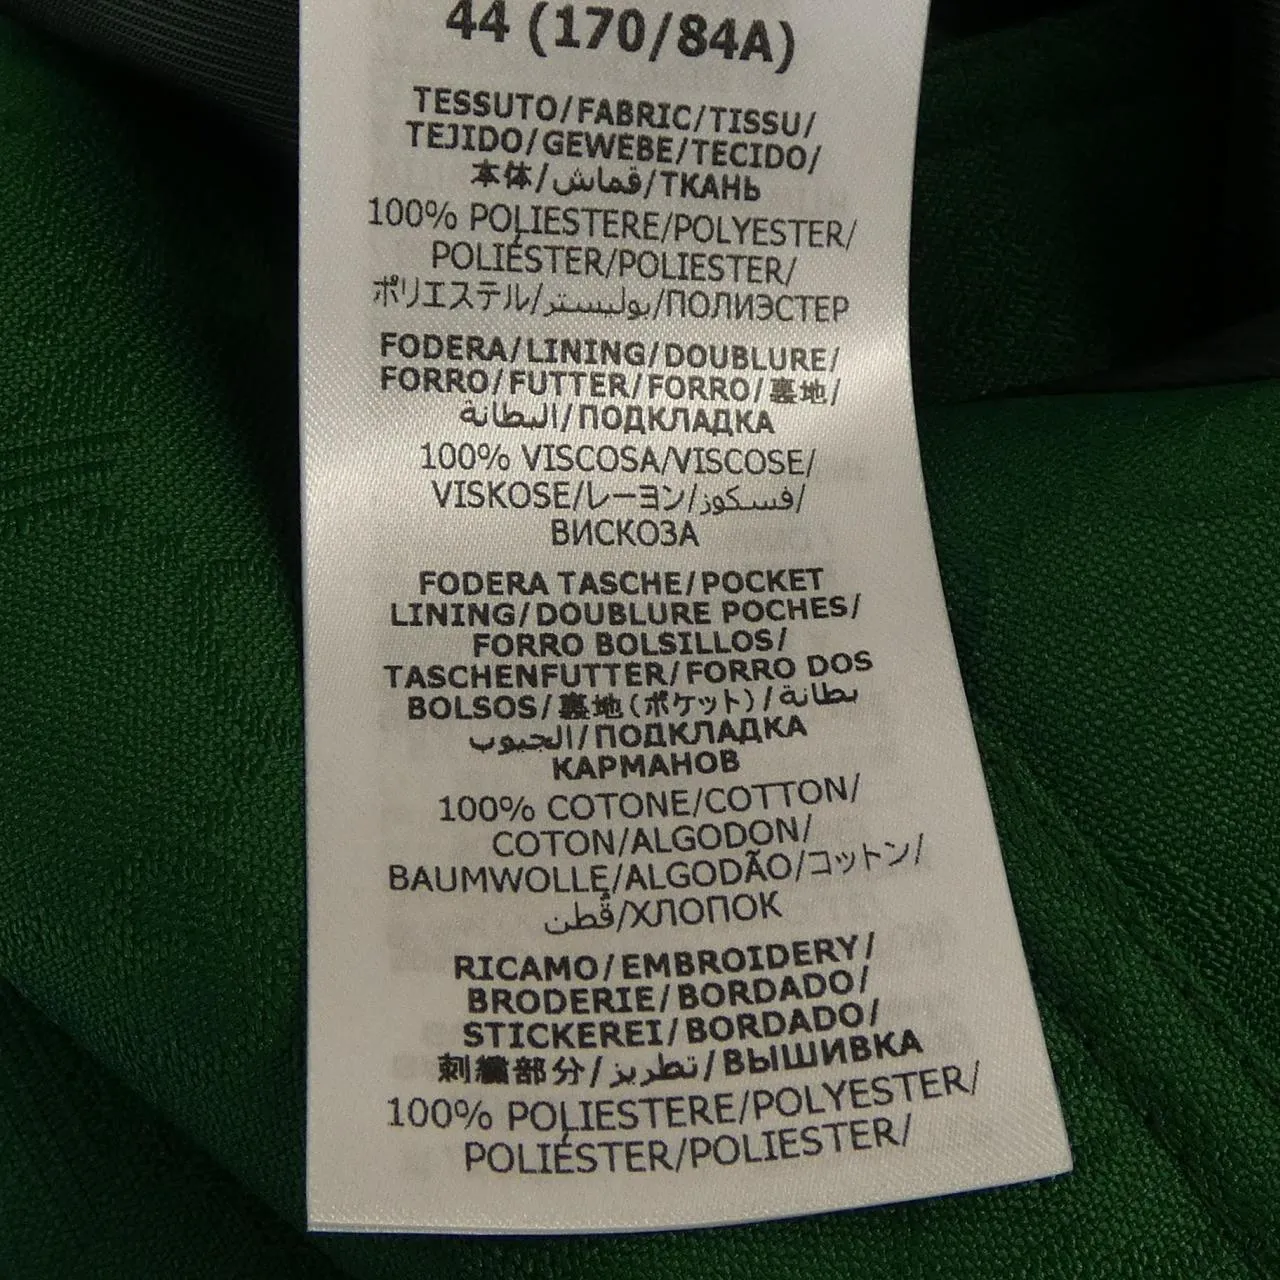 44 (170/84A)
TESSUTO/FABRIC/TISSU/
TEJIDO/GEWEBE/TECIDO/
本体/قماش/ТКАНЬ
100% POLIESTERE/POLYESTER/
POLIÉSTER/POLIESTER/
ポリエステル/بوليستر/ПОЛИЭСТЕР
FODERA/LINING/DOUBLURE/
FORRO/FUTTER/FORRO/裏地/
البطانة/ПОДКЛАДКА
100% VISCOSA/VISCOSE/
VISKOSE/レーヨン/فسكوز/
ВИСКОЗА
FODERA TASCHE/POCKET
LINING/DOUBLURE POCHES/
FORRO BOLSILLOS/
TASCHENFUTTER/FORRO DOS
BOLSOS/裏地(ポケット)/بطانة
الجيوب/ПОДКЛАДКА
КАРМАНОВ
100% COTONE/COTTON/
COTON/ALGODON/
BAUMWOLLE/ALGODÃO/コットン/
قُطن/ХЛОПОК
RICAMO/EMBROIDERY/
BRODERIE/BORDADO/
STICKEREI/BORDADO/
刺繍部分/تطريز/ВЫШИВКА
100% POLIESTERE/POLYESTER/
POLIÉSTER/POLIESTER/